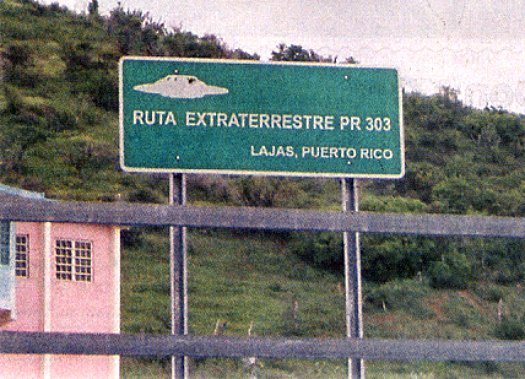 RUTA EXTRATERRESTRE PR 303
LAJAS, PUERTO RICO